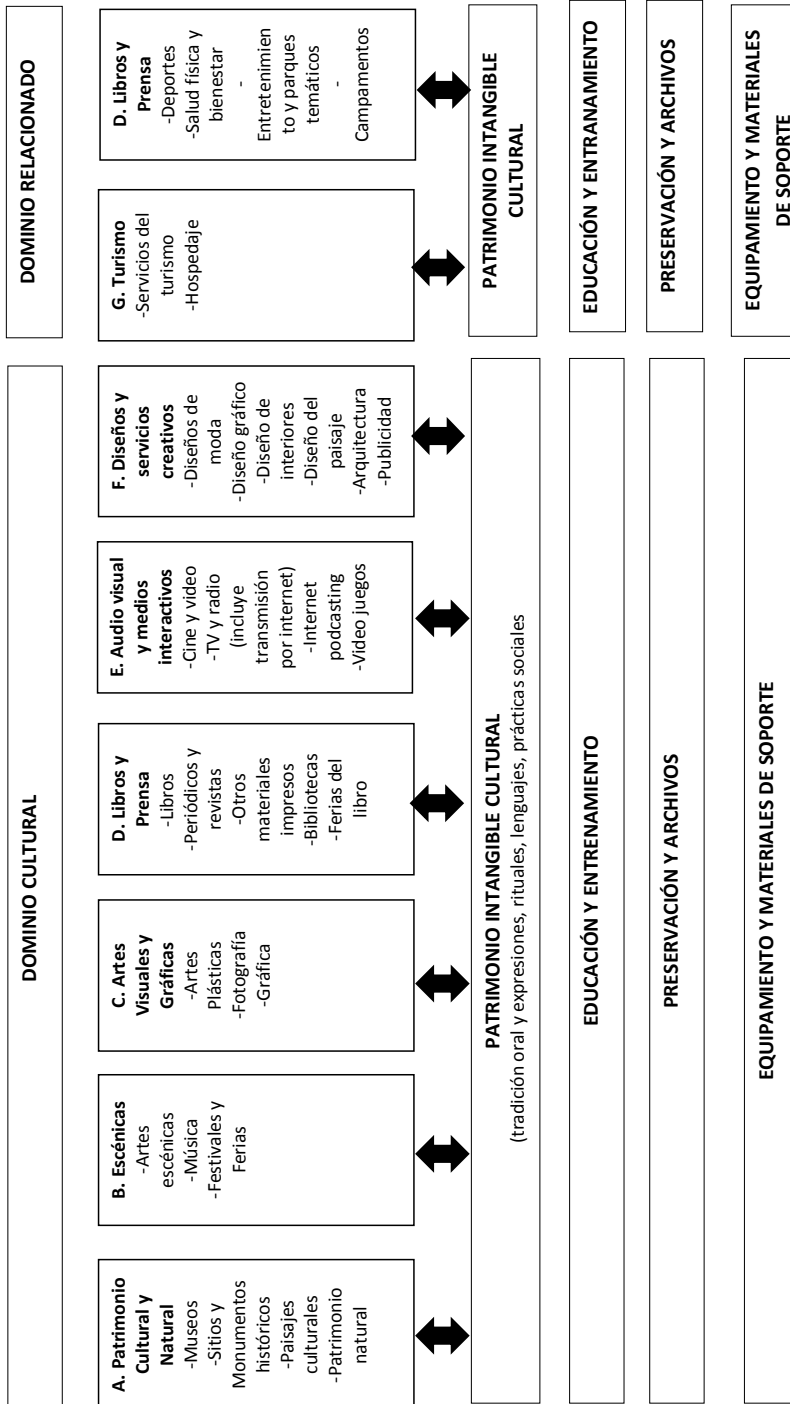 DOMINIO CULTURAL
DOMINIO RELACIONADO
A. Patrimonio
Cultural y
Natural
-Museos
-Sitios y
Monumentos
históricos
-Paisajes
culturales
-Patrimonio
natural
B. Escénicas
-Artes
escénicas
-Música
-Festivales y
Ferias
C. Artes
Visuales y
Gráficas
-Artes
Plásticas
-Fotografía
-Gráfica
D. Libros y
Prensa
-Libros
-Periódicos y
revistas
-Otros
materiales
impresos
-Bibliotecas
-Ferias del
libro
E. Audio visual
y medios
interactivos
-Cine y video
-TV y radio
(incluye
transmisión
por internet)
-Internet
podcasting
-Video juegos
F. Diseños y
servicios
creativos
-Diseños de
moda
-Diseño gráfico
-Diseño de
interiores
-Diseño del
paisaje
-Arquitectura
-Publicidad
G. Turismo
-Servicios del
turismo
-Hospedaje
D. Libros y
Prensa
-Deportes
-Salud física y
bienestar
-
Entretenimien
to y parques
temáticos
-
Campamentos
PATRIMONIO INTANGIBLE CULTURAL
(tradición oral y expresiones, rituales, lenguajes, prácticas sociales
PATRIMONIO INTANGIBLE
CULTURAL
EDUCACIÓN Y ENTRENAMIENTO
EDUCACIÓN Y ENTRANAMIENTO
PRESERVACIÓN Y ARCHIVOS
PRESERVACIÓN Y ARCHIVOS
EQUIPAMIENTO Y MATERIALES DE SOPORTE
EQUIPAMIENTO Y MATERIALES
DE SOPORTE